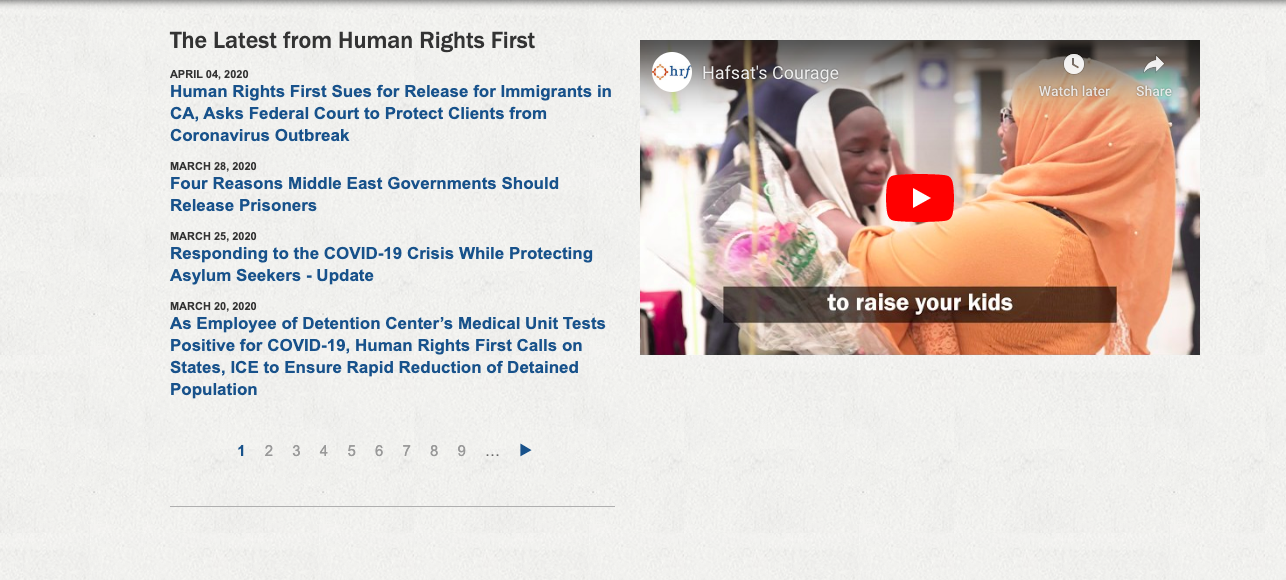 The Latest from Human Rights First
APRIL 04, 2020
Human Rights First Sues for Release for Immigrants in
CA, Asks Federal Court to Protect Clients from
Coronavirus Outbreak
MARCH 28, 2020
Four Reasons Middle East Governments Should
Release Prisoners
MARCH 25, 2020
Responding to the COVID-19 Crisis While Protecting
Asylum Seekers - Update
MARCH 20, 2020
As Employee of Detention Center’s Medical Unit Tests
Positive for COVID-19, Human Rights First Calls on
States, ICE to Ensure Rapid Reduction of Detained
Population
1 2 3 4 5 6 7 8 9 ...
hrf
Hafsat's Courage
Watch later
Share
to raise your kids